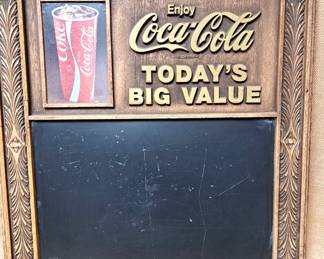 Enjoy
Coca-Cola
TODAY'S
BIG VALUE
COKE
Coca-Cola